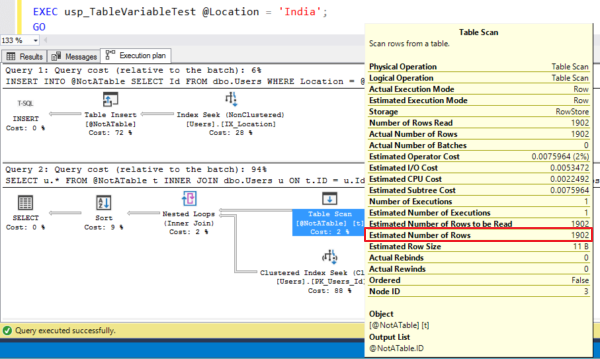 EXEC usp_TableVariableTest @Location = 'India';
GO
133 %
Results Messages Execution plan
Query 1: Query cost (relative to the batch): 6%
INSERT INTO @NotATable SELECT Id FROM dbo.Users WHERE Location = @
T-SQL
INSERT
Cost: 0 %
Table Insert
[@NotATable]
Cost: 72 %
Index Seek (NonClustered)
[Users].[IX_Location]
Cost: 28 %
Query 2: Query cost (relative to the batch): 94%
SELECT u.* FROM @NotATable t INNER JOIN dbo.Users u ON t.ID = u.Id
SELECT
Cost: 0 %
Sort
Cost: 9 %
Nested Loops
(Inner Join)
Cost: 2 %
Table Scan
[@NotATable] [t]
Cost: 2 %
Clustered Index Seek (Cl
[Users].[PK_Users_Id]
Cost: 88 %
Query executed successfully.
Table Scan
Scan rows from a table.
Physical Operation Table Scan
Logical Operation Table Scan
Actual Execution Mode Row
Estimated Execution Mode Row
Storage RowStore
Number of Rows Read 1902
Actual Number of Rows 1902
Actual Number of Batches 0
Estimated Operator Cost 0.0075964 (2%)
Estimated I/O Cost 0.0053472
Estimated CPU Cost 0.0022492
Estimated Subtree Cost 0.0075964
Number of Executions 1
Estimated Number of Executions 1
Estimated Number of Rows to be Read 1902
Estimated Number of Rows 1902
Estimated Row Size 11 B
Actual Rebinds 0
Actual Rewinds 0
Ordered False
Node ID 3
Object
[@NotATable] [t]
Output List
@NotATable.ID